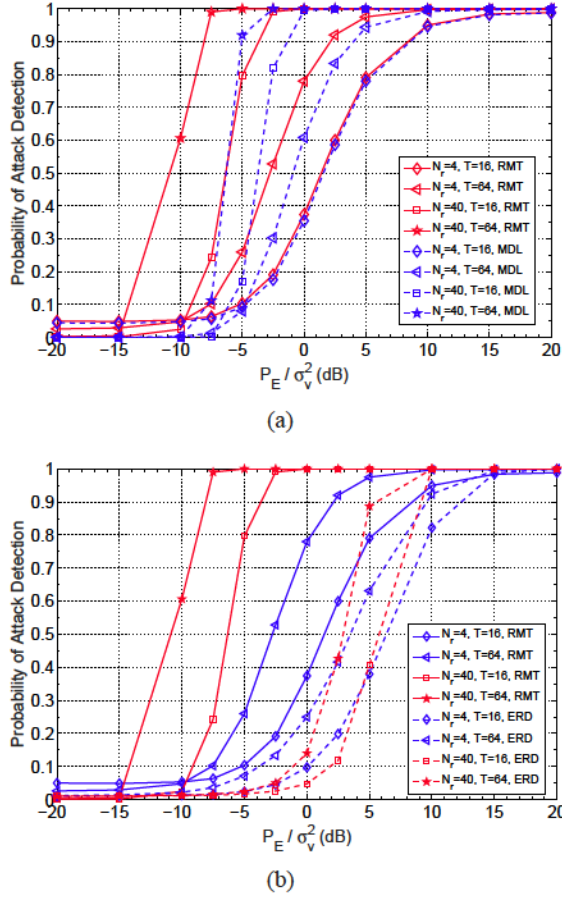 1
0.9
0.8
0.7
0.6
0.5
0.4
0.3
0.2
0.1
0
Probability of Attack Detection
N_r=4, T=16, RMT
N_r=4, T=64, RMT
N_r=40, T=16, RMT
N_r=40, T=64, RMT
N_r=4, T=16, MDL
N_r=4, T=64, MDL
N_r=40, T=16, MDL
N_r=40, T=64, MDL
−20 −15 −10 −5 0 5 10 15 20
P_E / σ_v^2 (dB)
(a)
1
0.9
0.8
0.7
0.6
0.5
0.4
0.3
0.2
0.1
0
Probability of Attack Detection
N_r=4, T=16, RMT
N_r=4, T=64, RMT
N_r=40, T=16, RMT
N_r=40, T=64, RMT
N_r=4, T=16, ERD
N_r=4, T=64, ERD
N_r=40, T=16, ERD
N_r=40, T=64, ERD
−20 −15 −10 −5 0 5 10 15 20
P_E / σ_v^2 (dB)
(b)